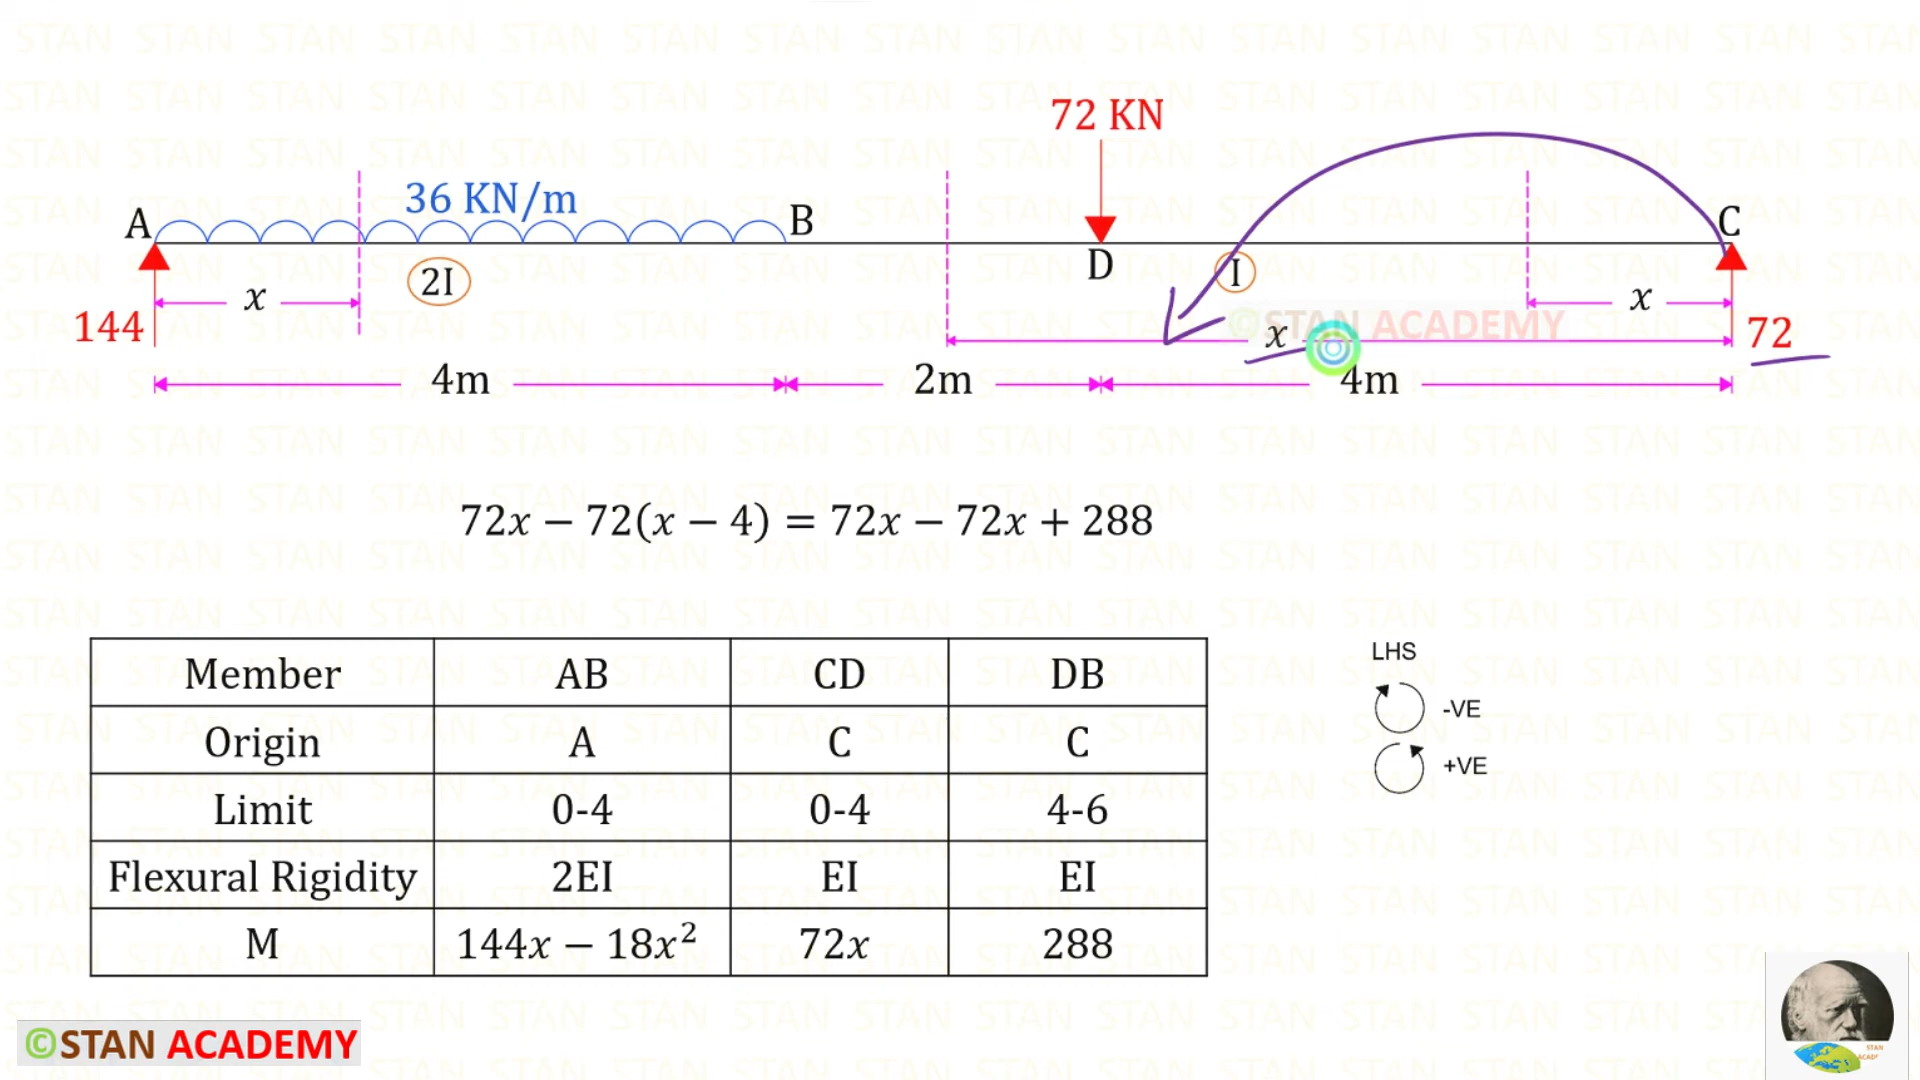 72 KN
36 KN/m
A
B
C
D
2I
I
x
x
x
144
72
©STAN ACADEMY
4m
2m
4m
72x − 72(x − 4) = 72x − 72x + 288
Member AB CD DB
Origin A C C
Limit 0-4 0-4 4-6
Flexural Rigidity 2EI EI EI
M 144x − 18x² 72x 288
LHS
-VE
+VE
©STAN ACADEMY